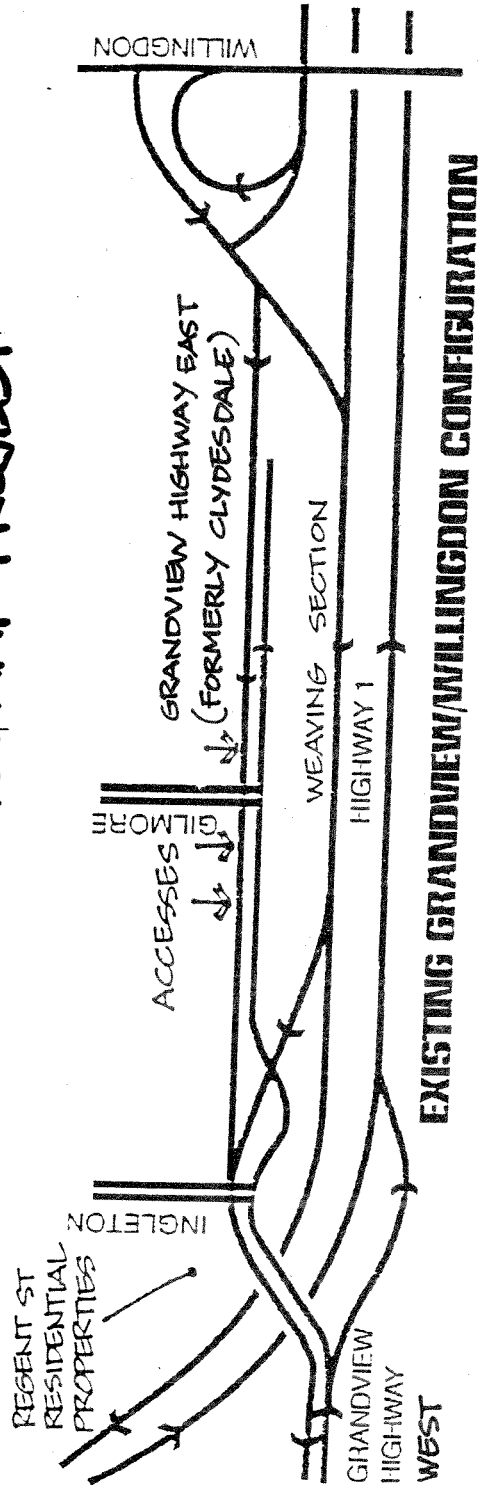 WILLINGDON
GRANDVIEW HIGHWAY EAST
(FORMERLY CLYDESDALE)
GILMORE
ACCESSES
WEAVING SECTION
HIGHWAY 1
INGLETON
REGENT ST
RESIDENTIAL
PROPERTIES
GRANDVIEW
HIGHWAY
WEST
EXISTING GRANDVIEW/WILLINGDON CONFIGURATION